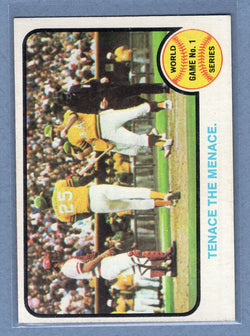 WORLD
GAME No. 1
SERIES
TENACE THE MENACE.
25